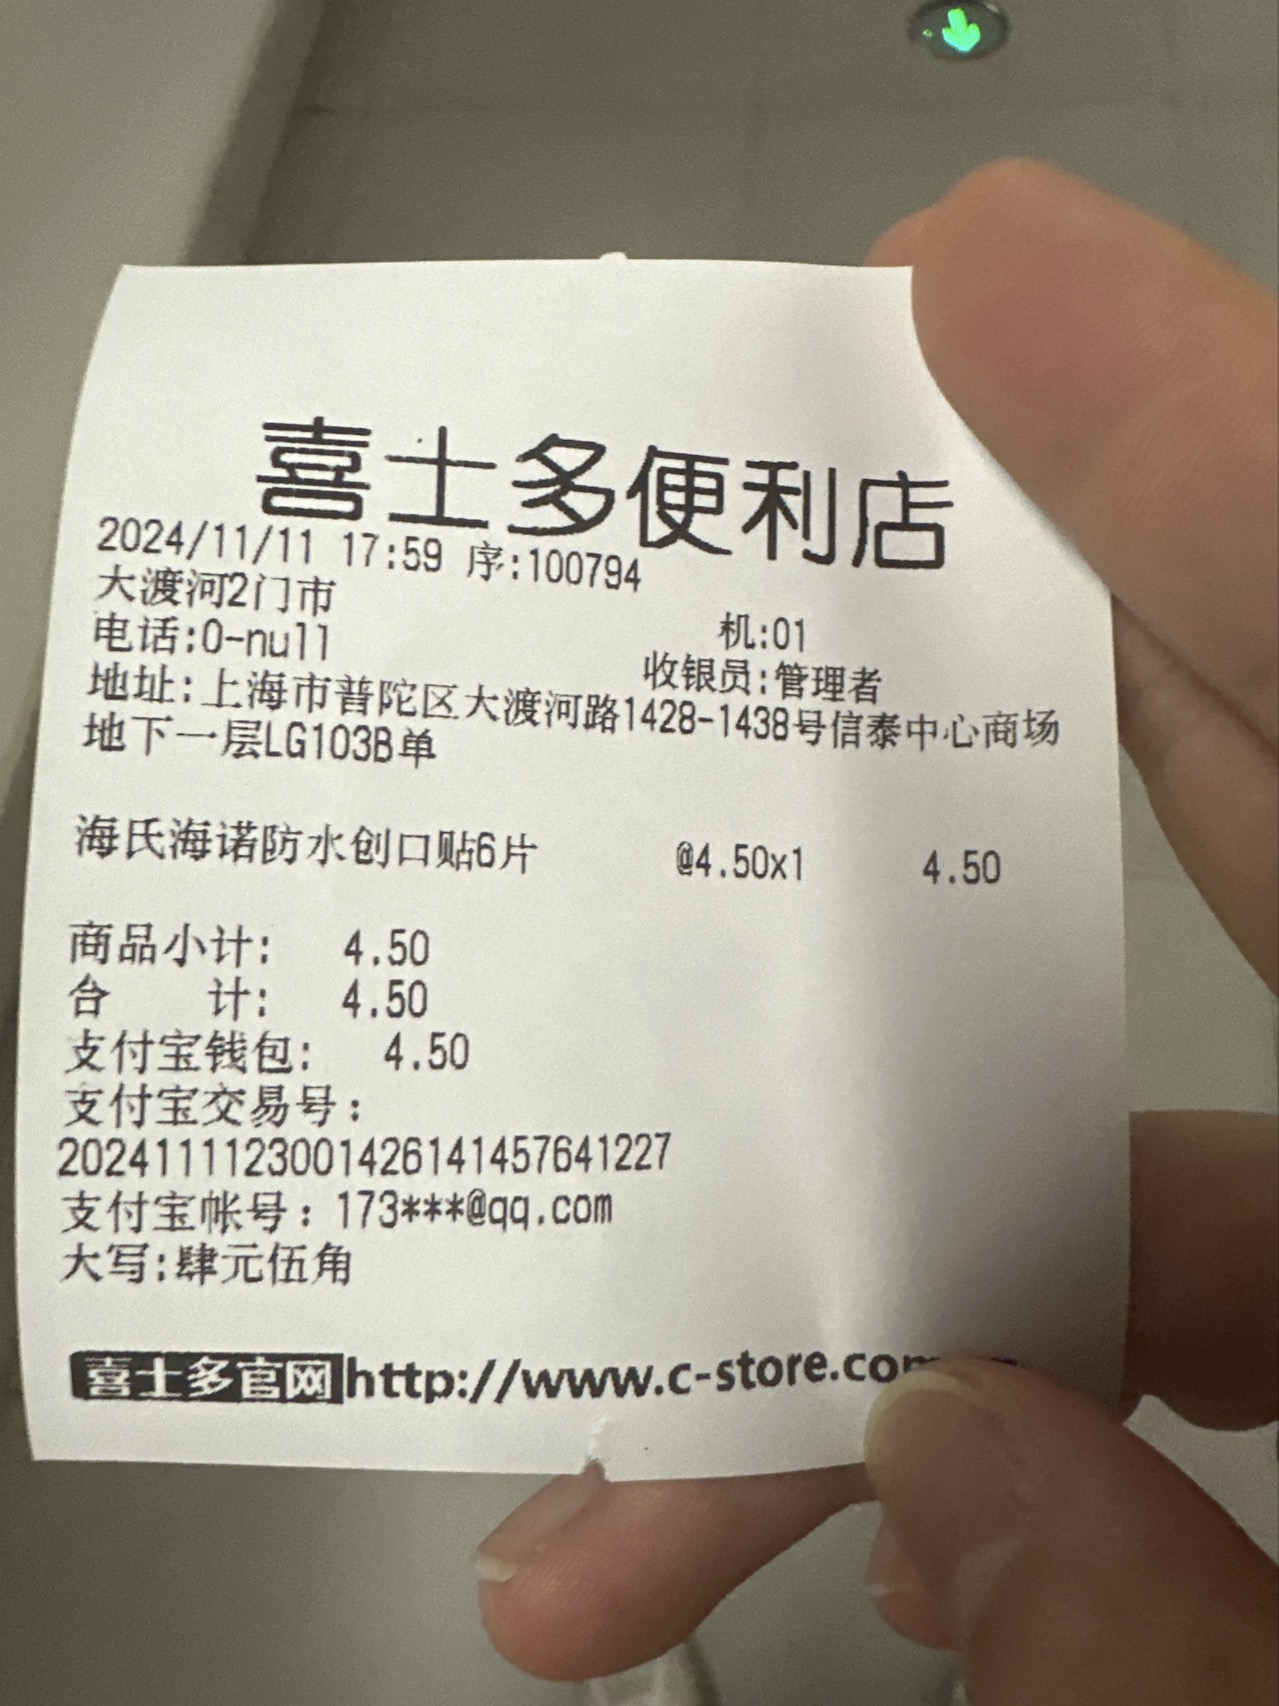 喜士多便利店
2024/11/11 17:59 序:100794
大渡河2门市 机:01
电话:0-null 收银员:管理者
地址:上海市普陀区大渡河路1428-1438号信泰中心商场
地下一层LG103B单
海氏海诺防水创口贴6片 @4.50x1 4.50
商品小计: 4.50
合 计: 4.50
支付宝钱包: 4.50
支付宝交易号:
2024111123001426141457641227
支付宝帐号:173***@qq.com
大写:肆元伍角
喜士多官网http://www.c-store.com